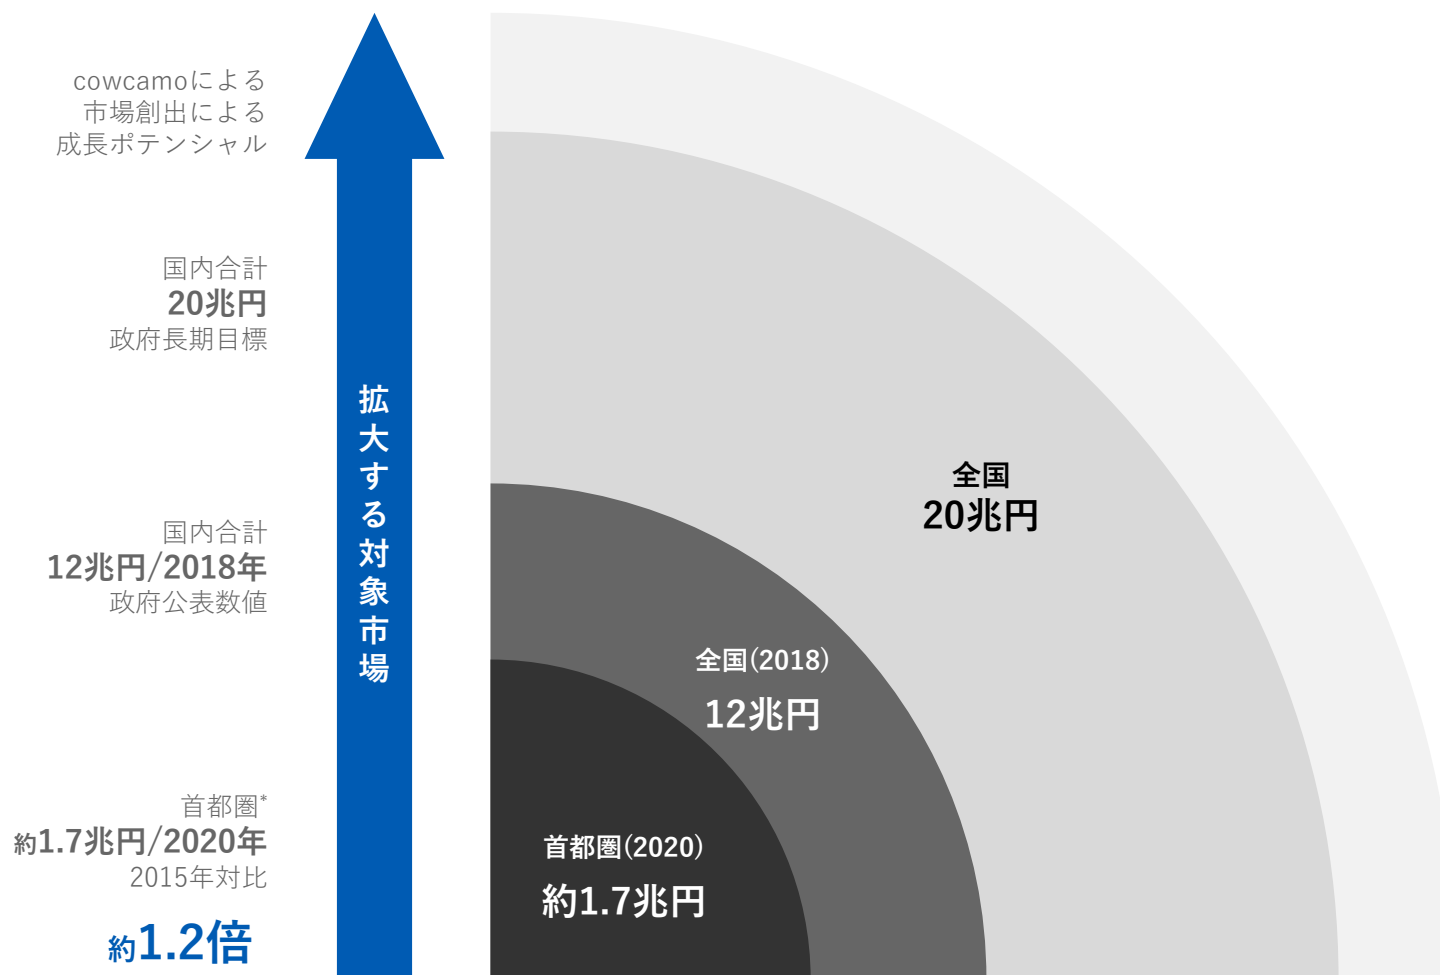 cowcamoによる
市場創出による
成長ポテンシャル
国内合計
20兆円
政府長期目標
国内合計
12兆円/2018年
政府公表数値
首都圏*
約1.7兆円/2020年
2015年対比
約1.2倍
拡大する対象市場
全国
20兆円
全国(2018)
12兆円
首都圏(2020)
約1.7兆円